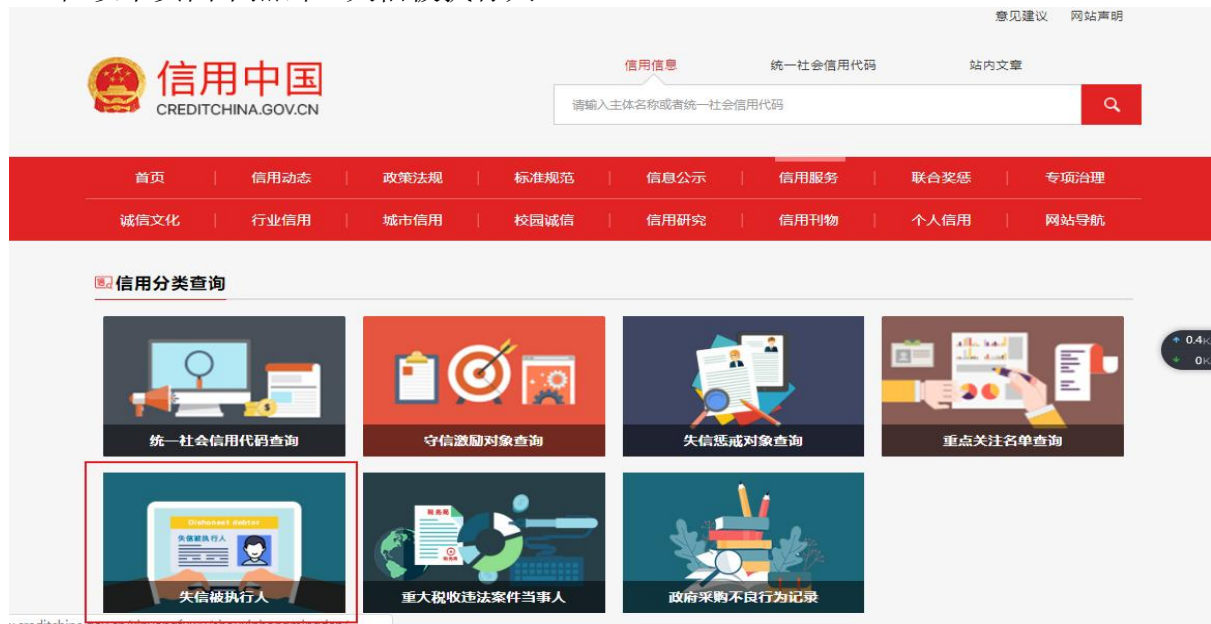 意见建议 网站声明
信用中国
CREDITCHINA.GOV.CN
信用信息 统一社会信用代码 站内文章
请输入主体名称或者统一社会信用代码
首页 信用动态 政策法规 标准规范 信息公示 信用服务 联合奖惩 专项治理
诚信文化 行业信用 城市信用 校园诚信 信用研究 信用刊物 个人信用 网站导航
信用分类查询
统一社会信用代码查询 守信激励对象查询 失信惩戒对象查询 重点关注名单查询
Dishonest debtor
失信被执行人
税务局
失信被执行人 重大税收违法案件当事人 政府采购不良行为记录
0.4K
0K